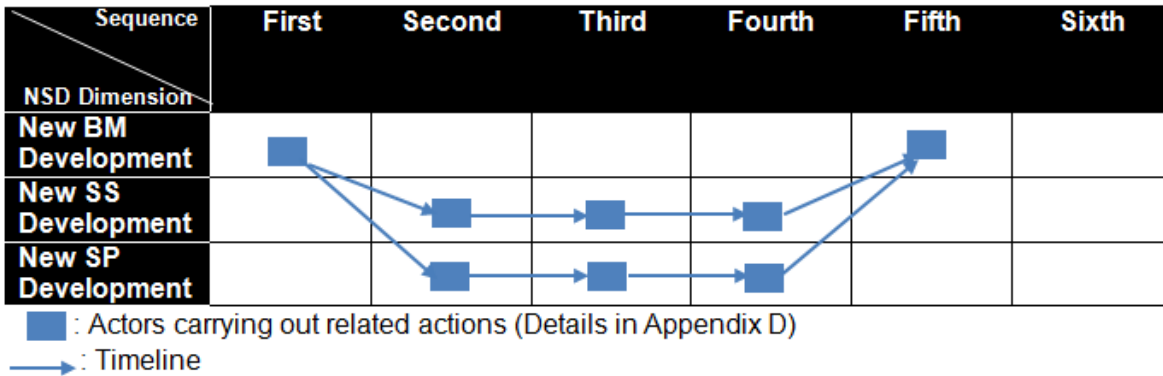 Sequence First Second Third Fourth Fifth Sixth
NSD Dimension
New BM
Development
New SS
Development
New SP
Development
: Actors carrying out related actions (Details in Appendix D)
: Timeline